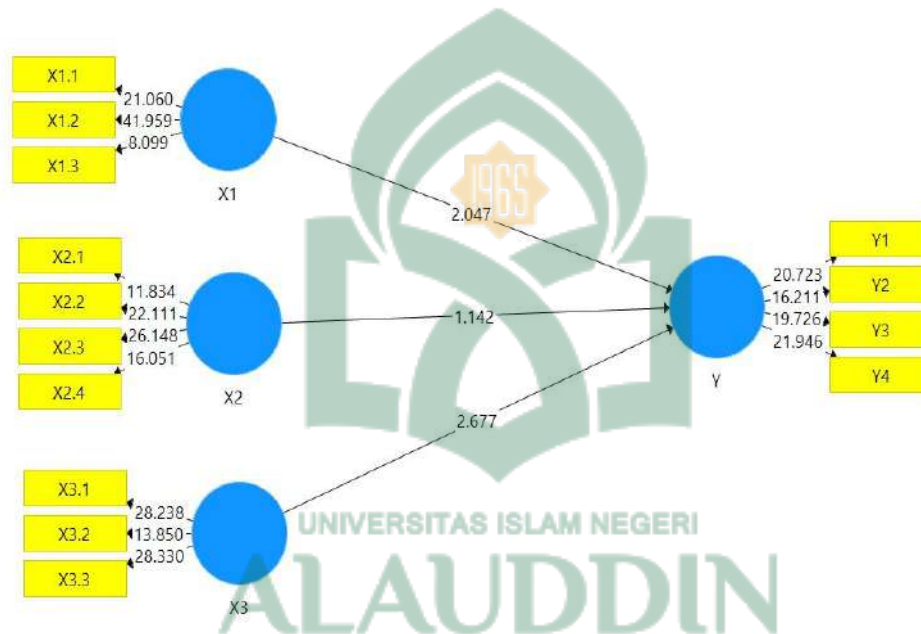 X1.1
X1.2
X1.3
21.060
41.959
8.099
X1
1965
2.047
X2.1
X2.2
X2.3
X2.4
11.834
22.111
26.148
16.051
X2
1.142
Y
20.723
16.211
19.726
21.946
Y1
Y2
Y3
Y4
2.677
X3.1
X3.2
X3.3
28.238
13.850
28.330
X3
UNIVERSITAS ISLAM NEGERI
ALAUDDIN